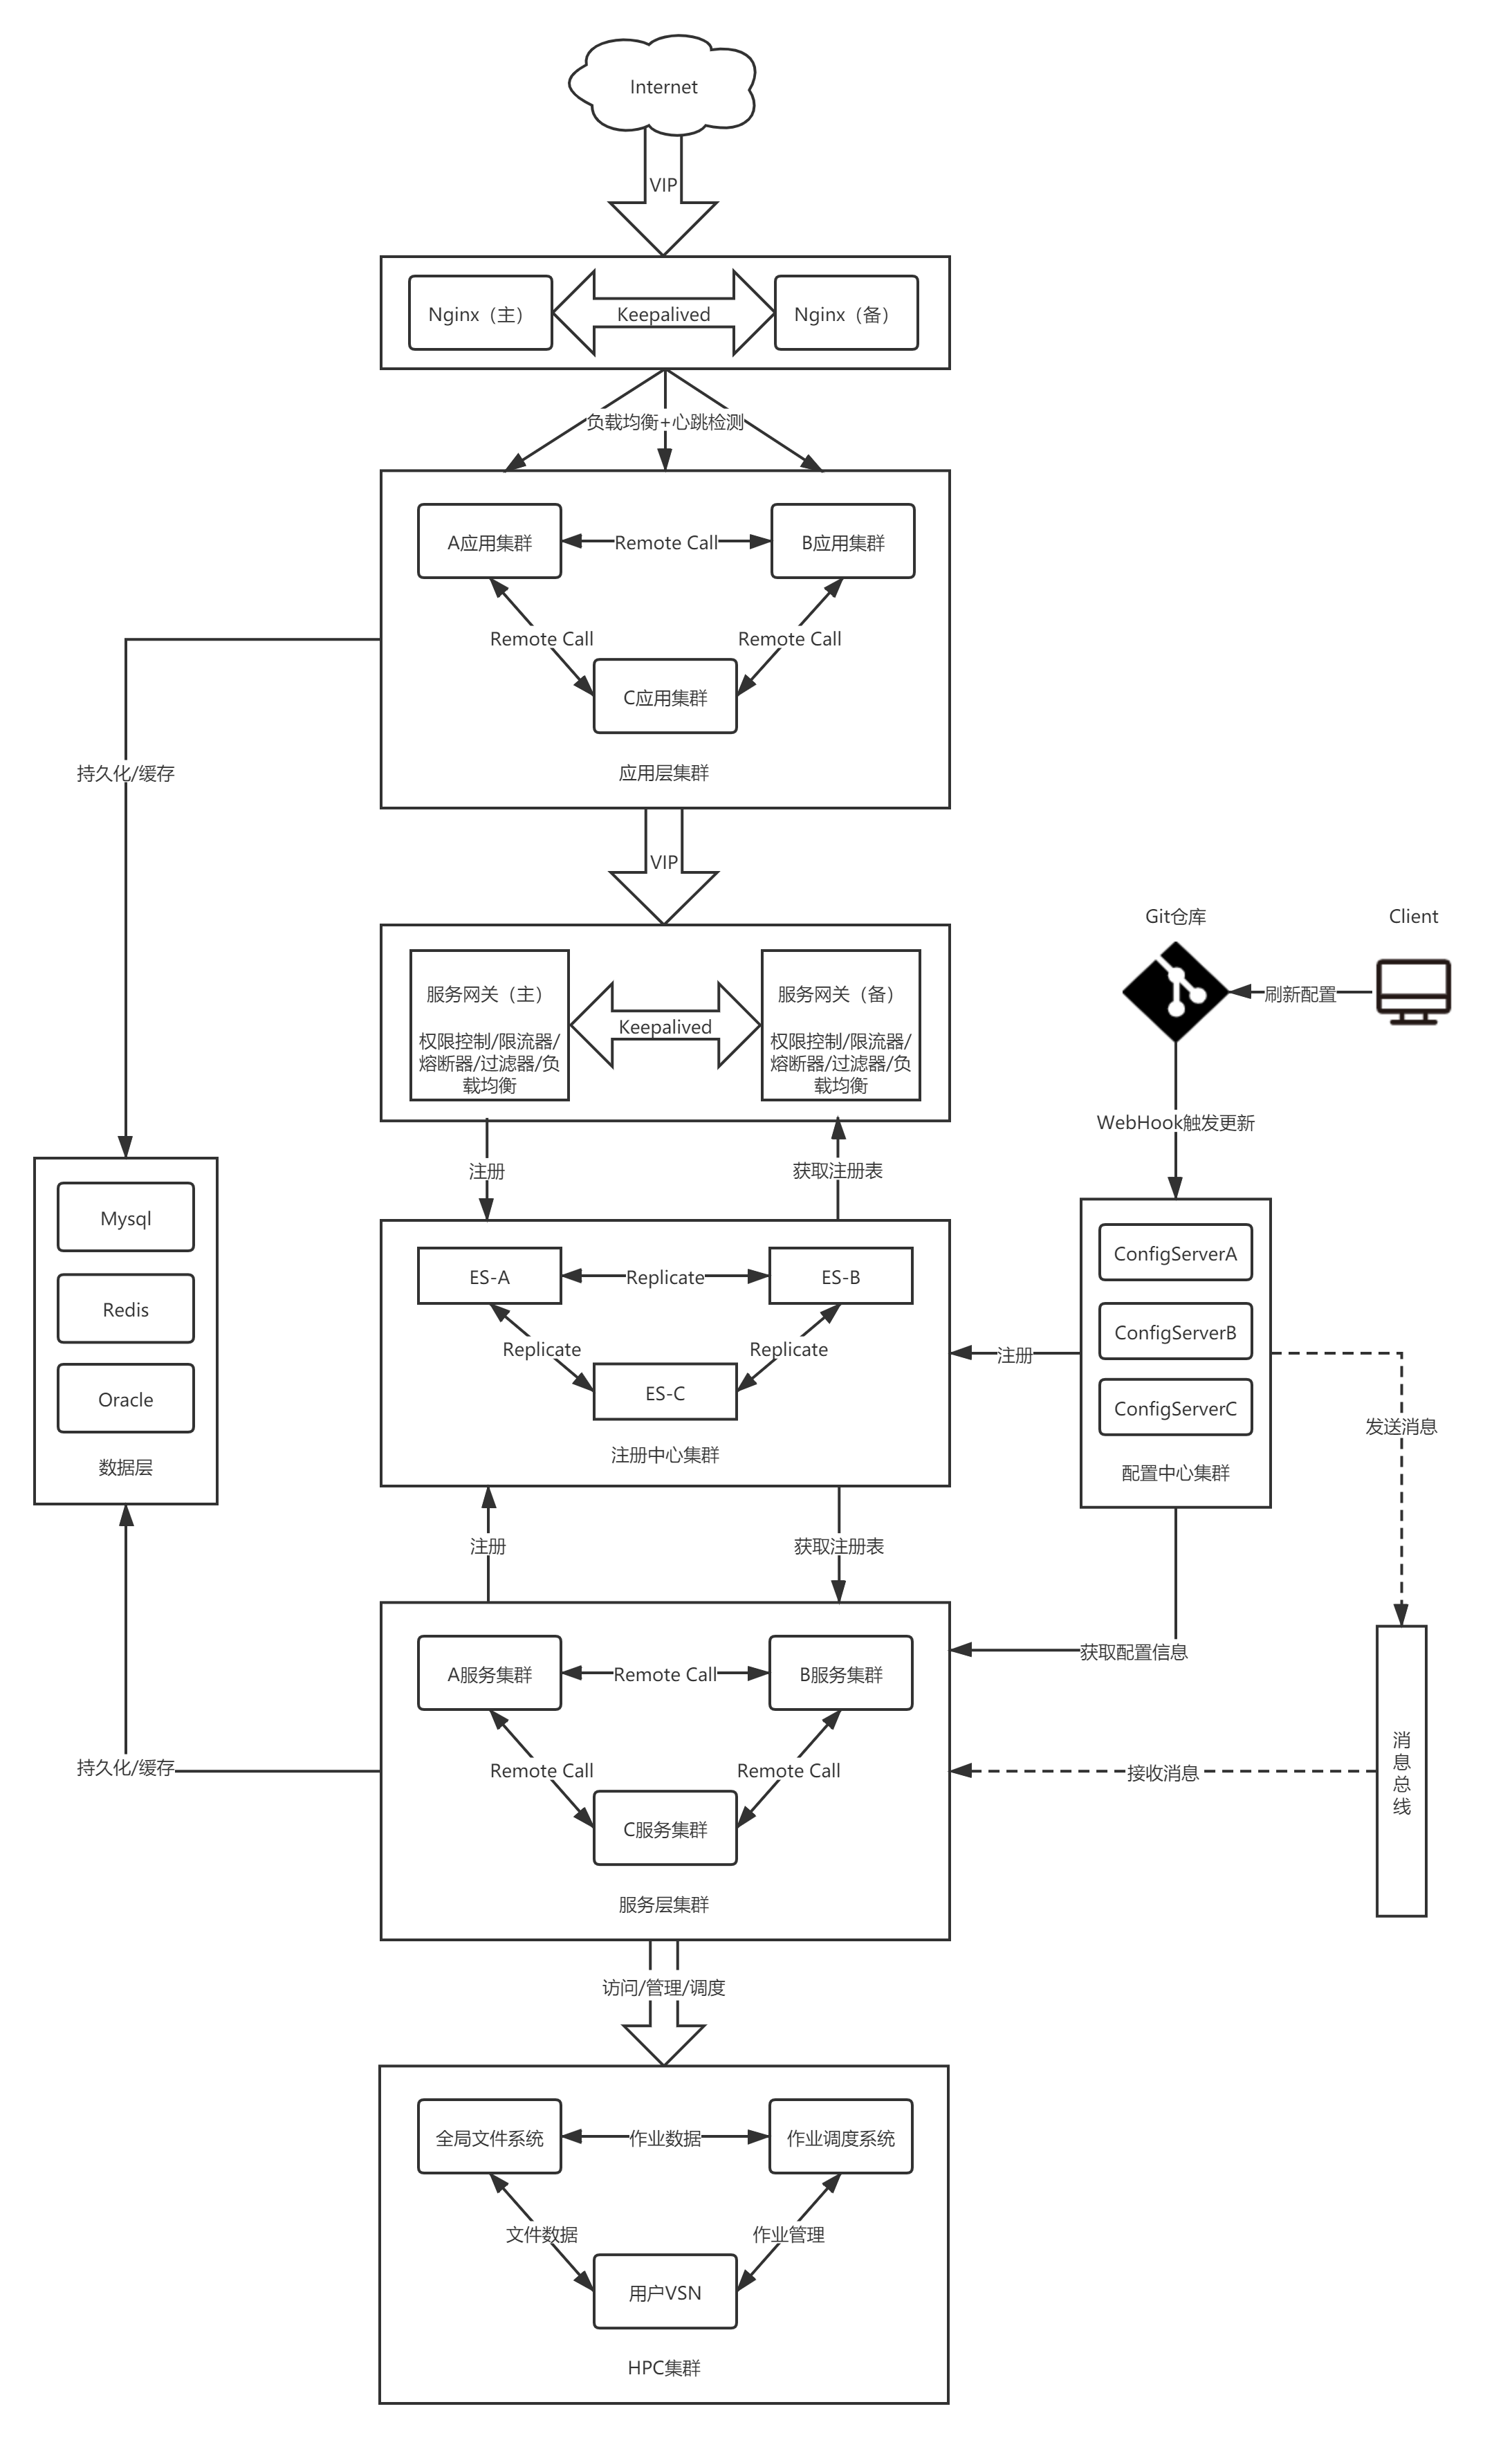 Internet
VIP
Nginx（主）
Keepalived
Nginx（备）
负载均衡+心跳检测
A应用集群
Remote Call
B应用集群
Remote Call
Remote Call
C应用集群
应用层集群
持久化/缓存
VIP
Git仓库
Client
服务网关（主）
权限控制/限流器/
熔断器/过滤器/负
载均衡
Keepalived
服务网关（备）
权限控制/限流器/
熔断器/过滤器/负
载均衡
刷新配置
WebHook触发更新
注册
获取注册表
Mysql
Redis
Oracle
数据层
ES-A
Replicate
ES-B
Replicate
Replicate
ES-C
注册中心集群
注册
ConfigServerA
ConfigServerB
ConfigServerC
配置中心集群
发送消息
注册
获取注册表
获取配置信息
A服务集群
Remote Call
B服务集群
Remote Call
Remote Call
C服务集群
服务层集群
持久化/缓存
接收消息
消
息
总
线
访问/管理/调度
全局文件系统
作业数据
作业调度系统
文件数据
作业管理
用户VSN
HPC集群